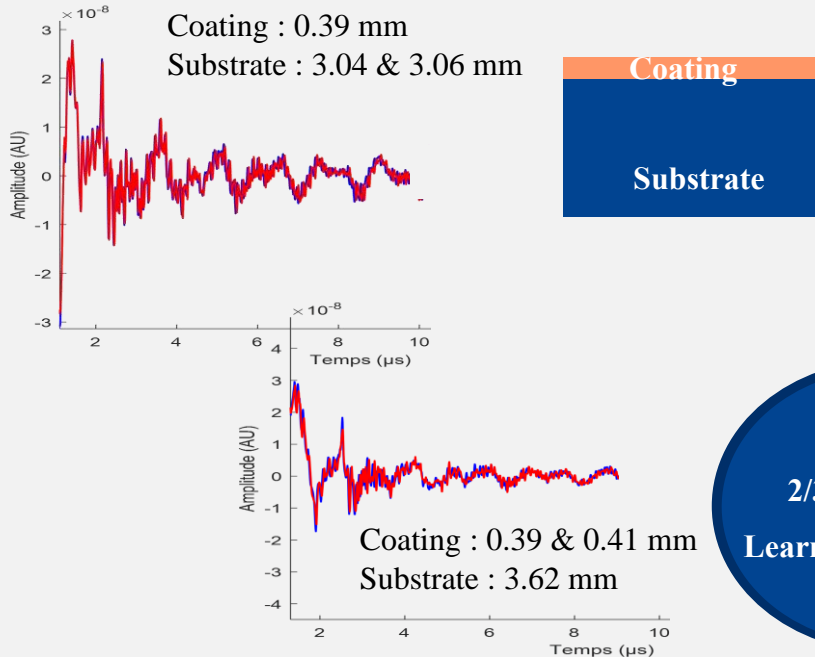 Coating : 0.39 mm
Substrate : 3.04 & 3.06 mm
× 10⁻⁸
Amplitude (AU)
3
2
1
0
-1
-2
-3
2
4
6
8
10
Temps (µs)
Coating
Substrate
× 10⁻⁸
Amplitude (AU)
4
3
2
1
0
-1
-2
-3
-4
2
4
6
8
10
Temps (µs)
Coating : 0.39 & 0.41 mm
Substrate : 3.62 mm
2/
Learn